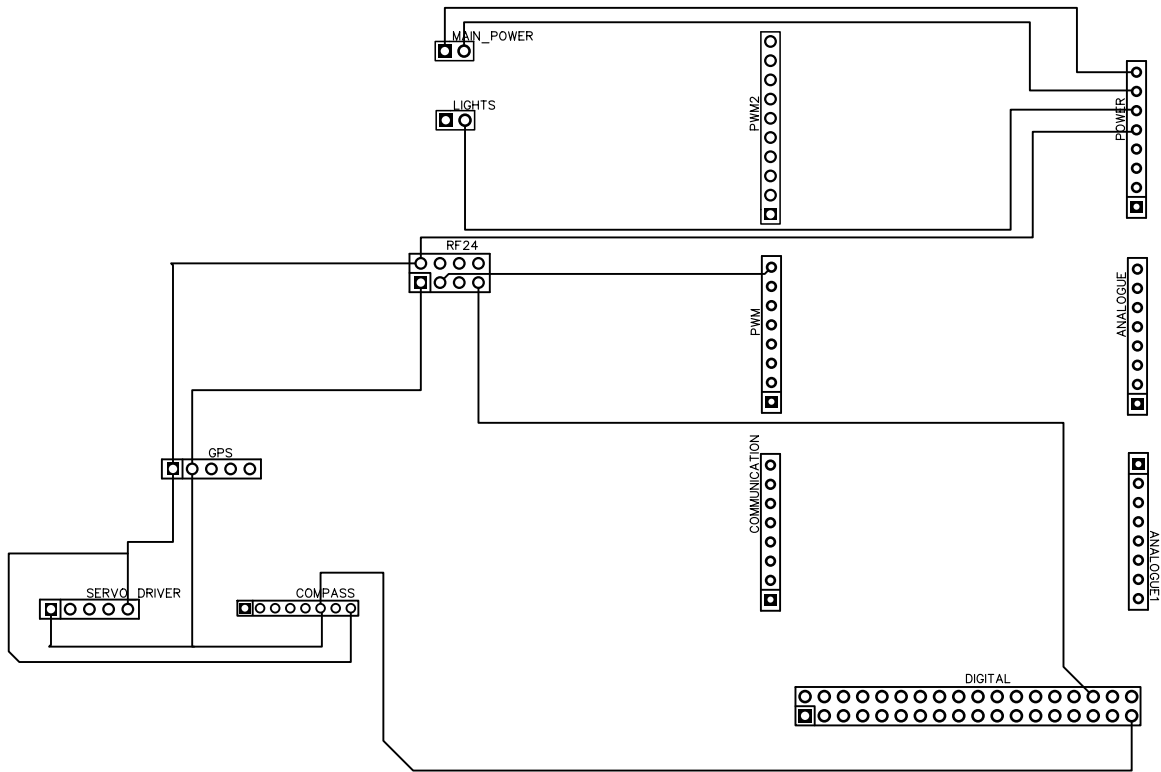 MAIN_POWER
LIGHTS
PWM2
POWER
RF24
PWM
ANALOGUE
GPS
COMMUNICATION
ANALOGUE1
SERVO_DRIVER
COMPASS
DIGITAL